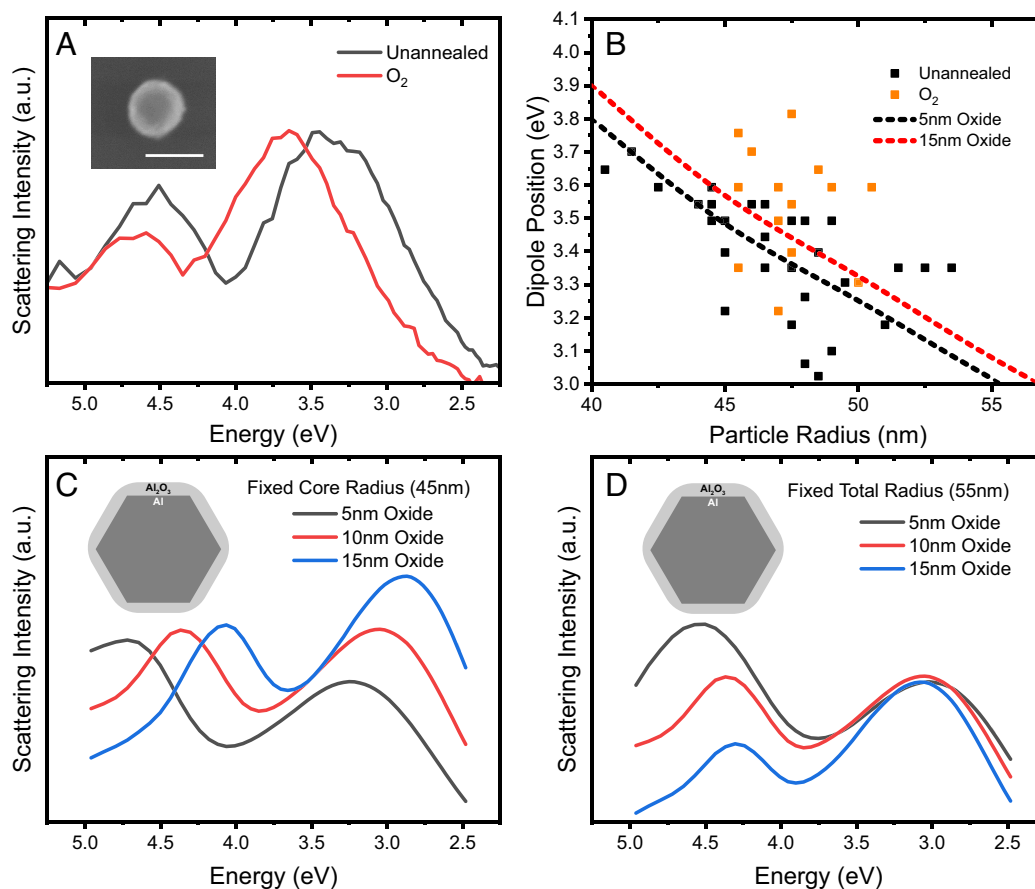 A
Unannealed
O₂
Scattering Intensity (a.u.)
5.0 4.5 4.0 3.5 3.0 2.5
Energy (eV)
B
Unannealed
O₂
5nm Oxide
15nm Oxide
Dipole Position (eV)
4.1
4.0
3.9
3.8
3.7
3.6
3.5
3.4
3.3
3.2
3.1
3.0
40 45 50 55
Particle Radius (nm)
C
Al₂O₃
Al
Fixed Core Radius (45nm)
5nm Oxide
10nm Oxide
15nm Oxide
Scattering Intensity (a.u.)
5.0 4.5 4.0 3.5 3.0 2.5
Energy (eV)
D
Al₂O₃
Al
Fixed Total Radius (55nm)
5nm Oxide
10nm Oxide
15nm Oxide
Scattering Intensity (a.u.)
5.0 4.5 4.0 3.5 3.0 2.5
Energy (eV)